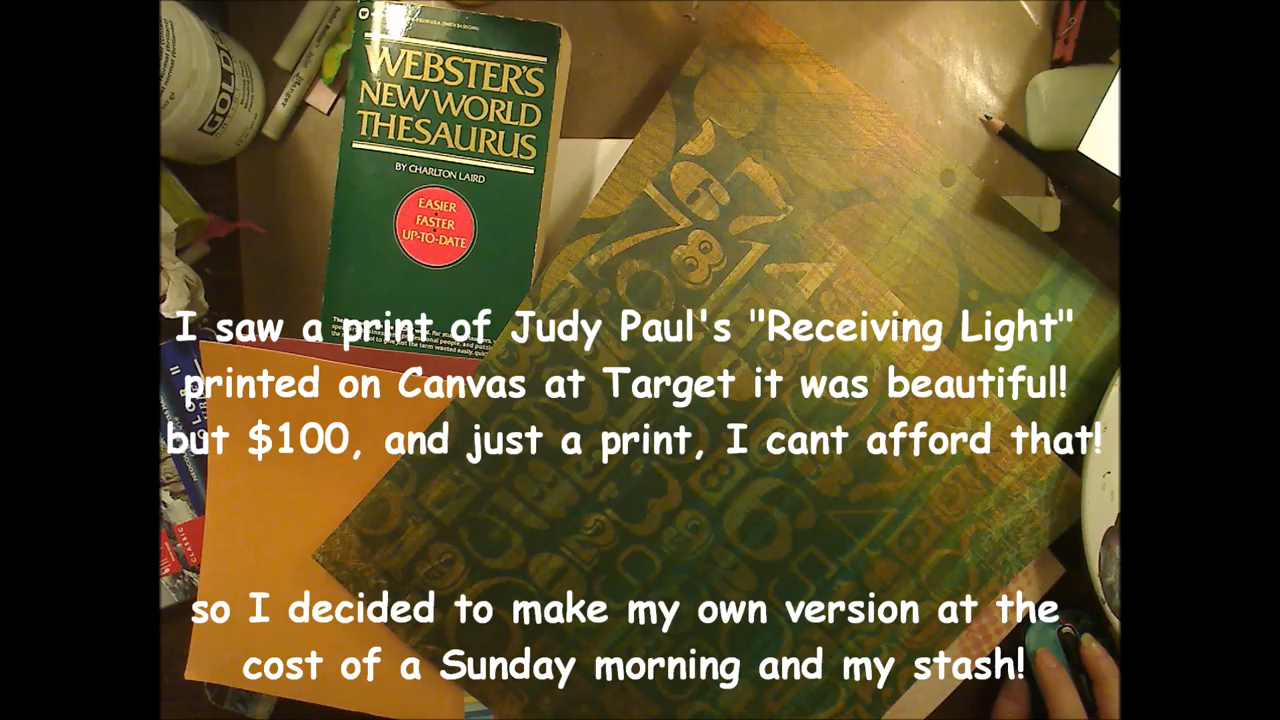 WEBSTER'S
NEW WORLD
THESAURUS
BY CHARLTON LAIRD
EASIER
FASTER
UP-TO-DATE
GOLD
I saw a print of Judy Paul's "Receiving Light"
printed on Canvas at Target it was beautiful!
but $100, and just a print, I cant afford that!
CLASSIC
so I decided to make my own version at the
cost of a Sunday morning and my stash!